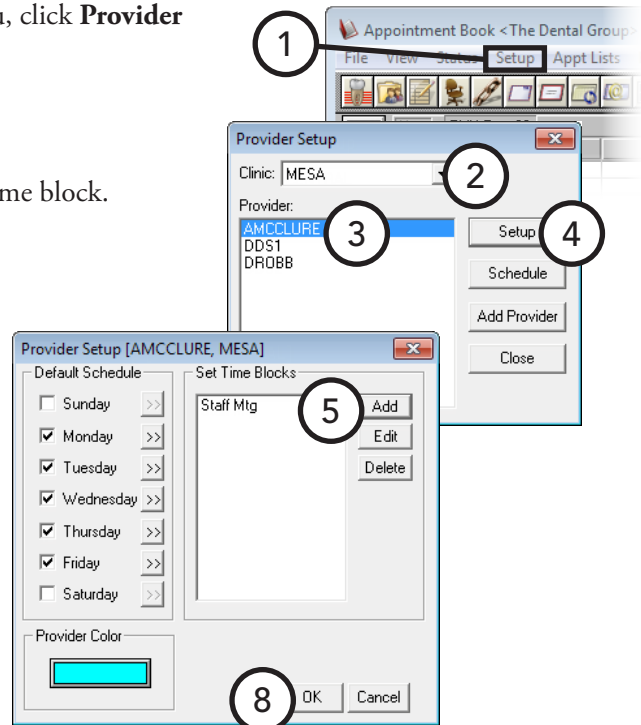 u, click Provider
me block.
1
Appointment Book <The Dental Group>
File View Status Setup Appt Lists
Provider Setup
Clinic: MESA
2
Provider:
AMCCLURE
DDS1
DROBB
3
Setup
4
Schedule
Add Provider
Close
Provider Setup [AMCCLURE, MESA]
Default Schedule
Sunday >>
Monday >>
Tuesday >>
Wednesday >>
Thursday >>
Friday >>
Saturday >>
Set Time Blocks
Staff Mtg
5
Add
Edit
Delete
Provider Color
8
OK Cancel